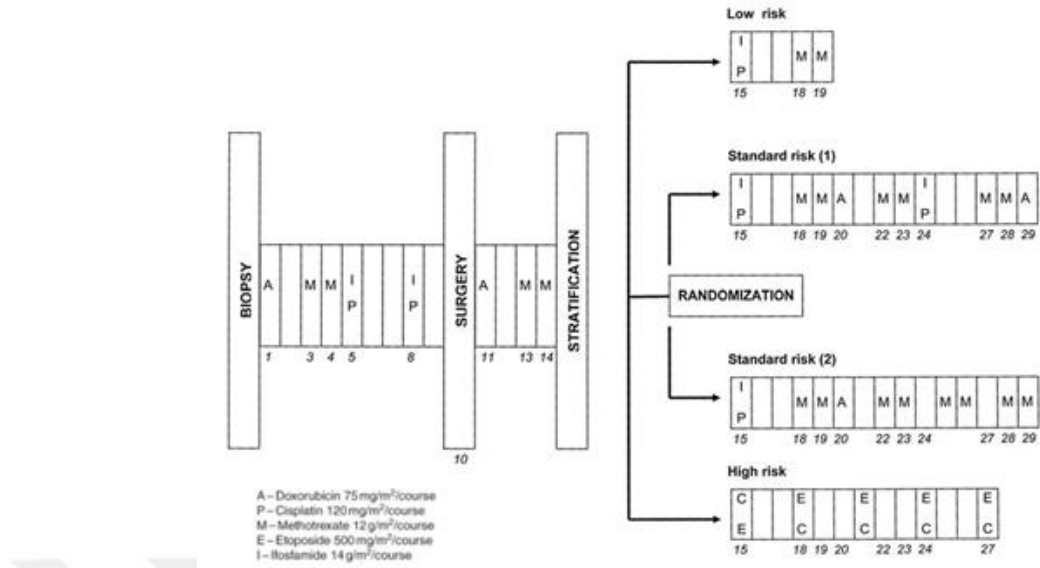 Low risk
I M M
P
15 18 19
Standard risk (1)
I M M A M M I M M A
P P
15 18 19 20 22 23 24 27 28 29
BIOPSY
A M M I I
P P
1 3 4 5 8
SURGERY
10
A M M
11 13 14
STRATIFICATION
RANDOMIZATION
Standard risk (2)
I M M A M M M M M M
P
15 18 19 20 22 23 24 27 28 29
High risk
C E E E E
E C C C C
15 18 19 20 22 23 24 27
A – Doxorubicin 75 mg/m²/course
P – Cisplatin 120 mg/m²/course
M – Methotrexate 12 g/m²/course
E – Etoposide 500 mg/m²/course
I – Ifosfamide 14 g/m²/course